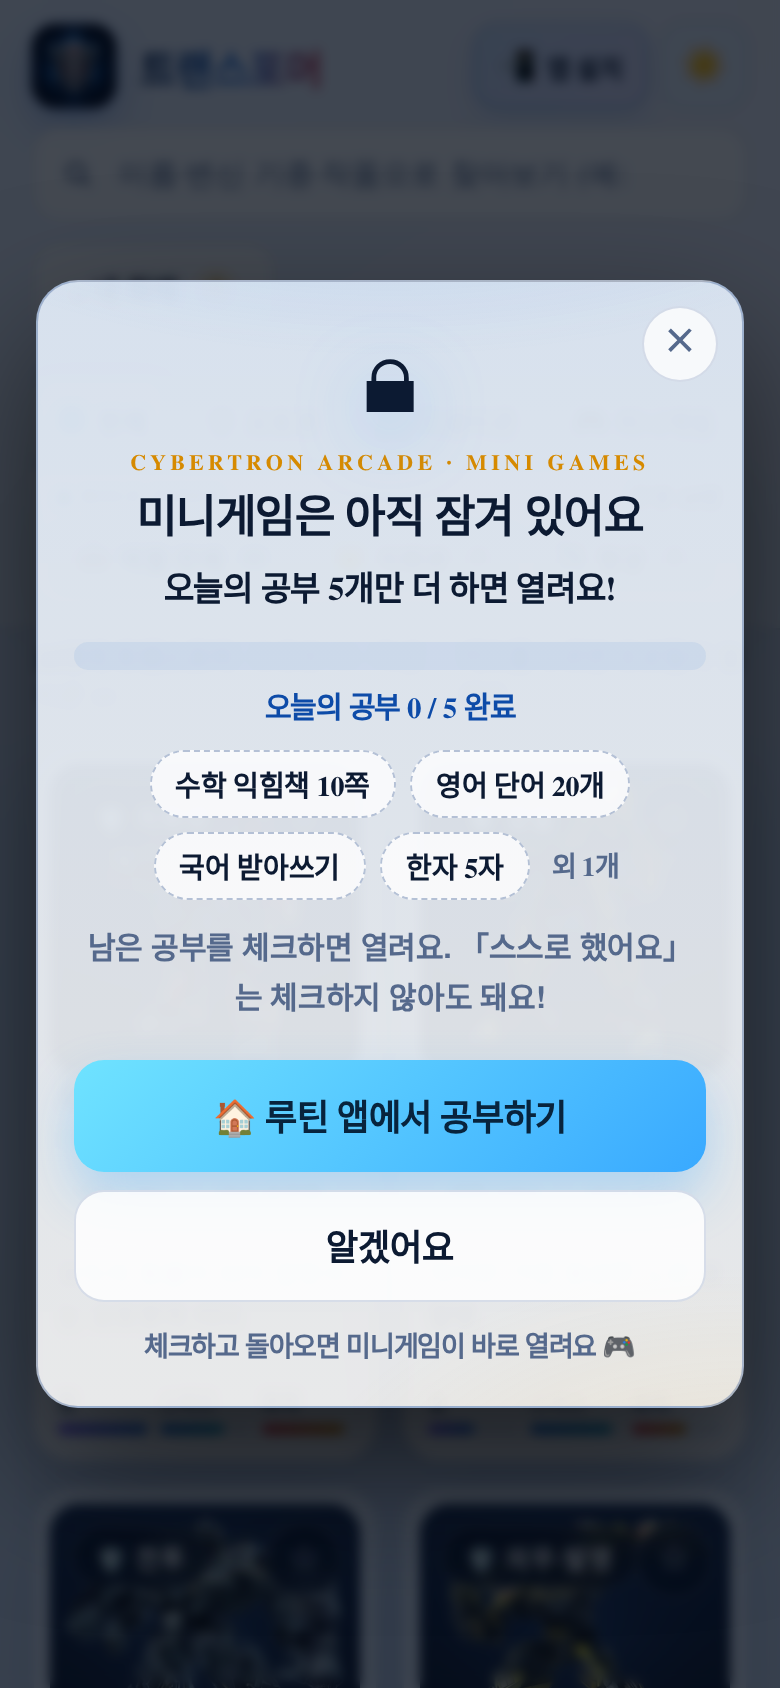 트랜스포머
CYBERTRON ARCADE · MINI GAMES
미니게임은 아직 잠겨 있어요
오늘의 공부 5개만 더 하면 열려요!
오늘의 공부 0 / 5 완료
수학 익힘책 10쪽
영어 단어 20개
국어 받아쓰기
한자 5자
외 1개
남은 공부를 체크하면 열려요. 「스스로 했어요」
는 체크하지 않아도 돼요!
🏠 루틴 앱에서 공부하기
알겠어요
체크하고 돌아오면 미니게임이 바로 열려요 🎮